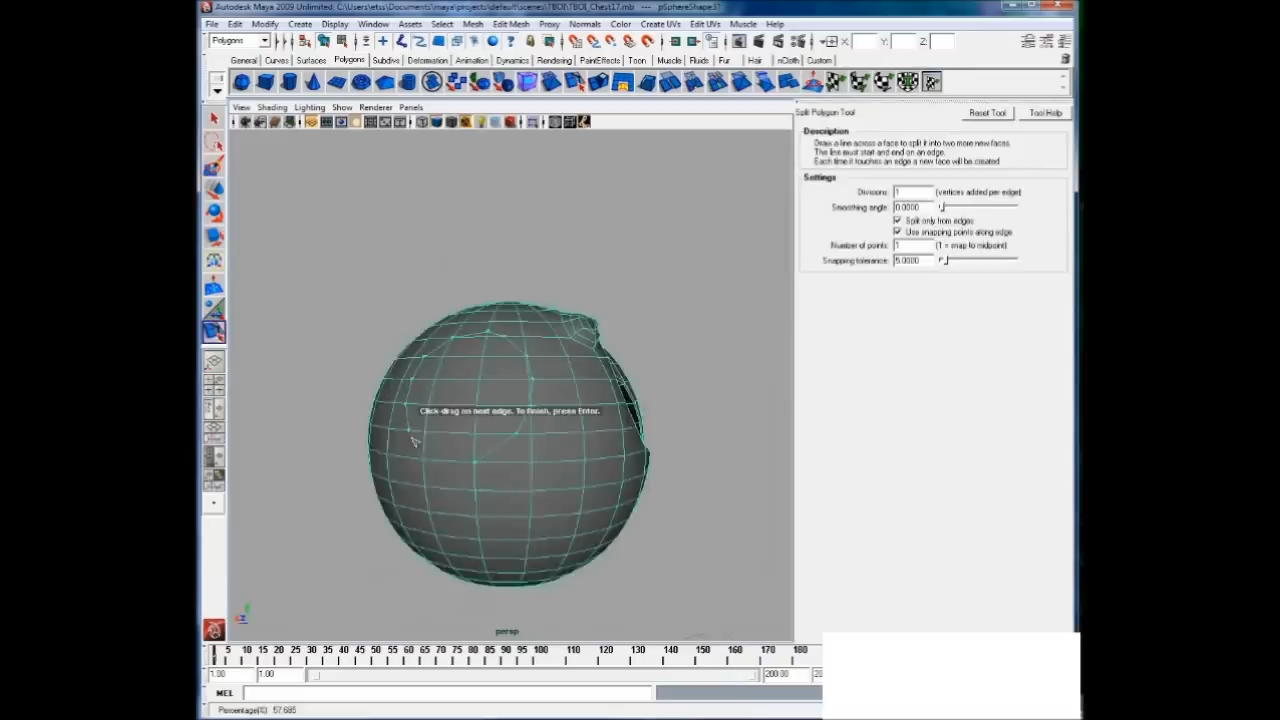 Autodesk Maya 2009 Unlimited: C:\Users\etss\Documents\maya\projects\default\scenes\TBOI\TBOI_Chest17.mb --- pSphereShape3?
File Edit Modify Create Display Window Assets Select Mesh Edit Mesh Proxy Normals Color Create UVs Edit UVs Muscle Help
Polygons X: Y: Z:
General Curves Surfaces Polygons Subdivs Deformation Animation Dynamics Rendering PaintEffects Toon Muscle Fluids Fur Hair nCloth Custom
View Shading Lighting Show Renderer Panels
Split Polygon Tool Reset Tool Tool Help
Description
Draw a line across a face to split it into two more new faces.
The line must start and end on an edge.
Each time it touches an edge a new face will be created
Settings
Divisions: 1 (vertices added per edge)
Smoothing angle: 0.0000
Split only from edges
Use snapping points along edge
Number of points: 1 (1 = snap to midpoint)
Snapping tolerance: 5.0000
Click-drag on next edge. To finish, press Enter.
persp
5 10 15 20 25 30 35 40 45 50 55 60 65 70 75 80 85 90 95 100 110 120 130 140 150 160 170 180
1.00 1.00 200.00 20
MEL
Percentage(%) 57.685